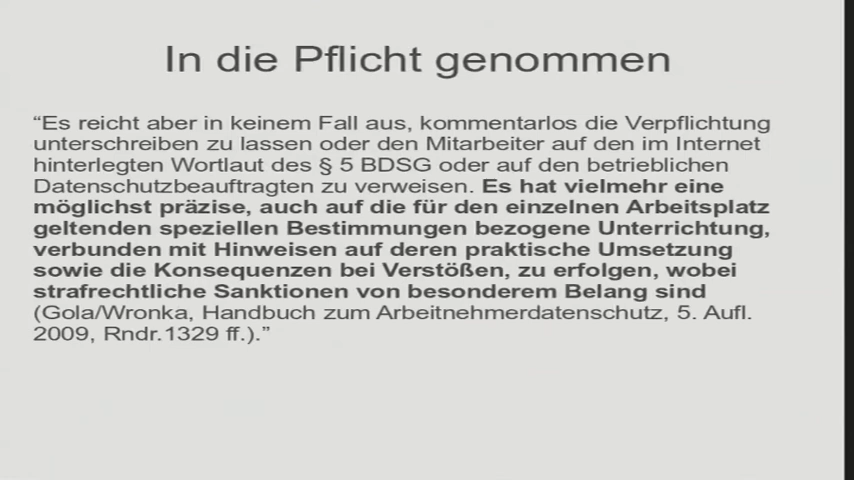 In die Pflicht genommen
“Es reicht aber in keinem Fall aus, kommentarlos die Verpflichtung
unterschreiben zu lassen oder den Mitarbeiter auf den im Internet
hinterlegten Wortlaut des § 5 BDSG oder auf den betrieblichen
Datenschutzbeauftragten zu verweisen. Es hat vielmehr eine
möglichst präzise, auch auf die für den einzelnen Arbeitsplatz
geltenden speziellen Bestimmungen bezogene Unterrichtung,
verbunden mit Hinweisen auf deren praktische Umsetzung
sowie die Konsequenzen bei Verstößen, zu erfolgen, wobei
strafrechtliche Sanktionen von besonderem Belang sind
(Gola/Wronka, Handbuch zum Arbeitnehmerdatenschutz, 5. Aufl.
2009, Rndr.1329 ff.).”